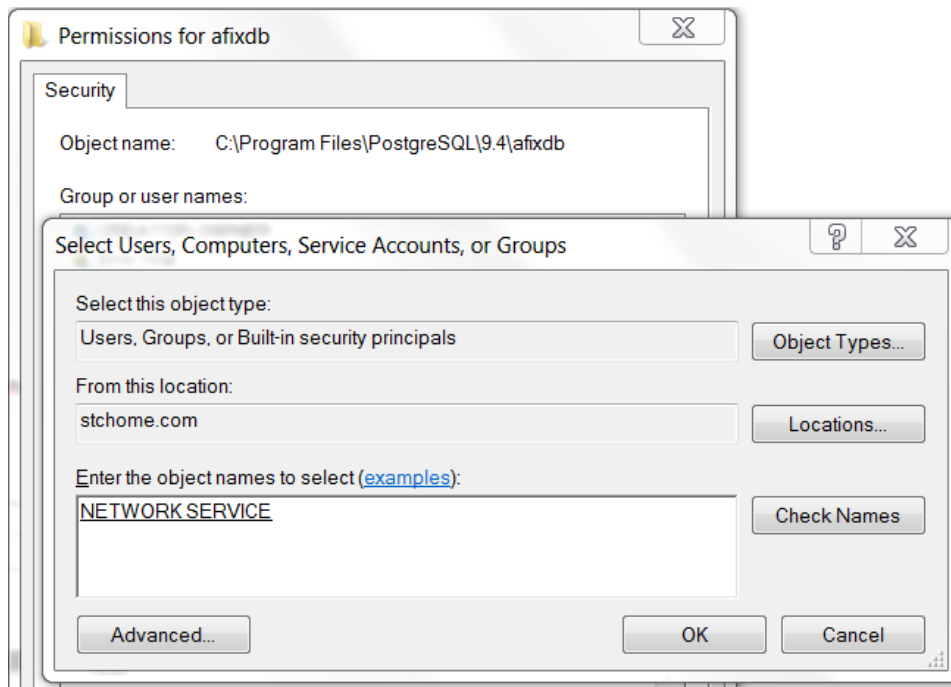 Permissions for afixdb
Security
Object name: C:\Program Files\PostgreSQL\9.4\afixdb
Group or user names:
Select Users, Computers, Service Accounts, or Groups
Select this object type:
Users, Groups, or Built-in security principals
Object Types...
From this location:
stchome.com
Locations...
Enter the object names to select (examples):
NETWORK SERVICE
Check Names
Advanced...
OK
Cancel